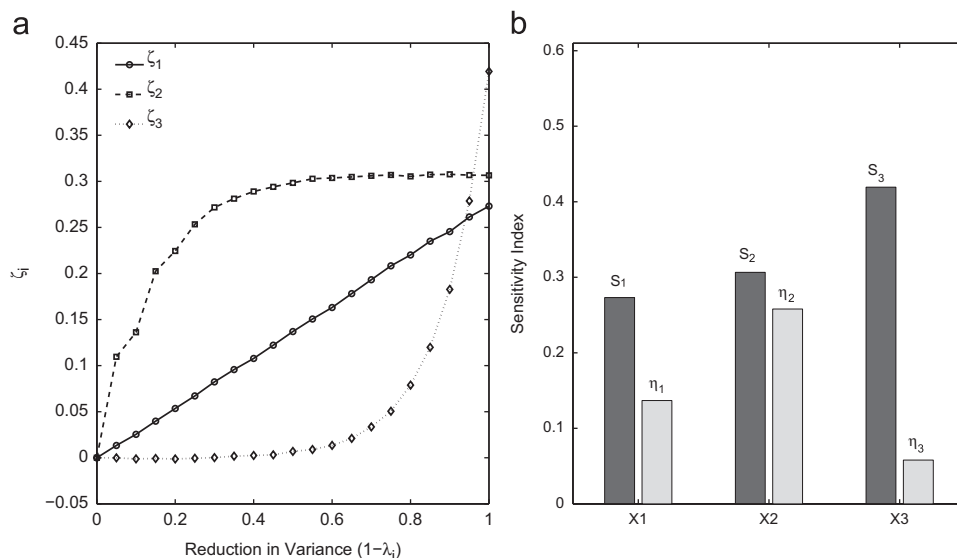 a
0.45
0.4
0.35
0.3
0.25
0.2
0.15
0.1
0.05
0
−0.05
ζi
ζ1
ζ2
ζ3
0
0.2
0.4
0.6
0.8
1
Reduction in Variance (1−λi)
b
0.6
0.5
0.4
0.3
0.2
0.1
0
Sensitivity Index
S1
η1
S2
η2
S3
η3
X1
X2
X3